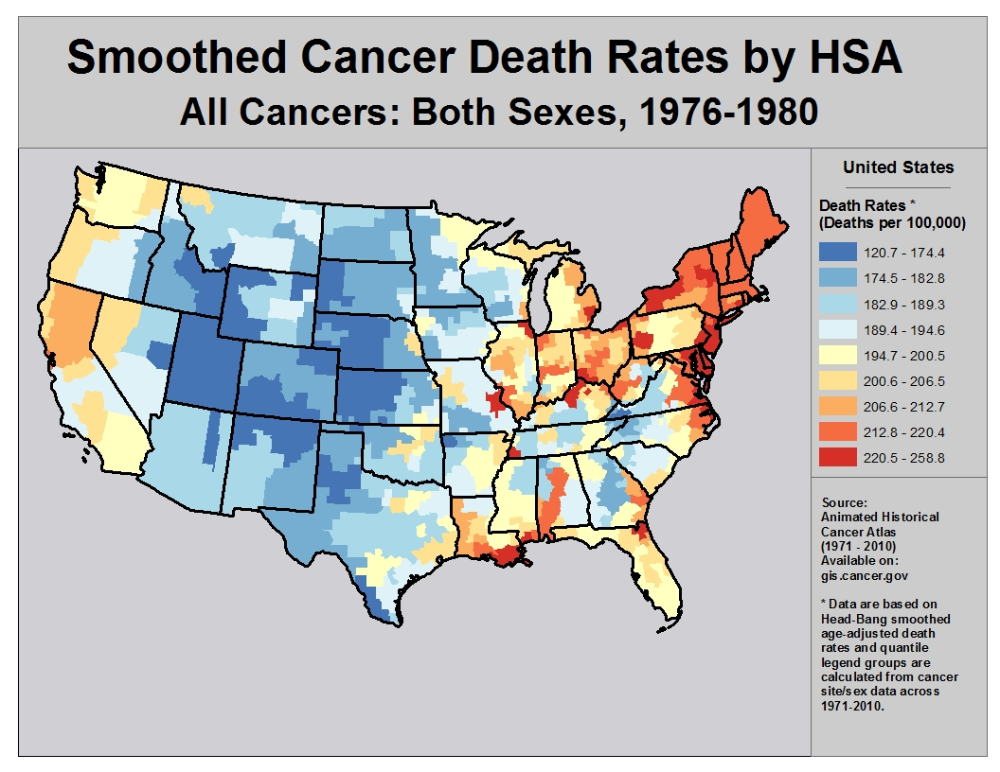 Smoothed Cancer Death Rates by HSA
All Cancers: Both Sexes, 1976-1980
United States
Death Rates *
(Deaths per 100,000)
120.7 - 174.4
174.5 - 182.8
182.9 - 189.3
189.4 - 194.6
194.7 - 200.5
200.6 - 206.5
206.6 - 212.7
212.8 - 220.4
220.5 - 258.8
Source:
Animated Historical
Cancer Atlas
(1971 - 2010)
Available on:
gis.cancer.gov
* Data are based on
Head-Bang smoothed
age-adjusted death
rates and quantile
legend groups are
calculated from cancer
site/sex data across
1971-2010.